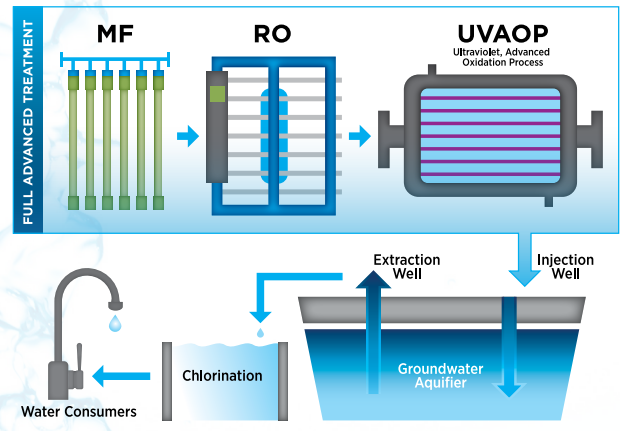 FULL ADVANCED TREATMENT
MF
RO
UVAOP
Ultraviolet, Advanced
Oxidation Process
Extraction
Well
Injection
Well
Groundwater
Aquifier
Chlorination
Water Consumers